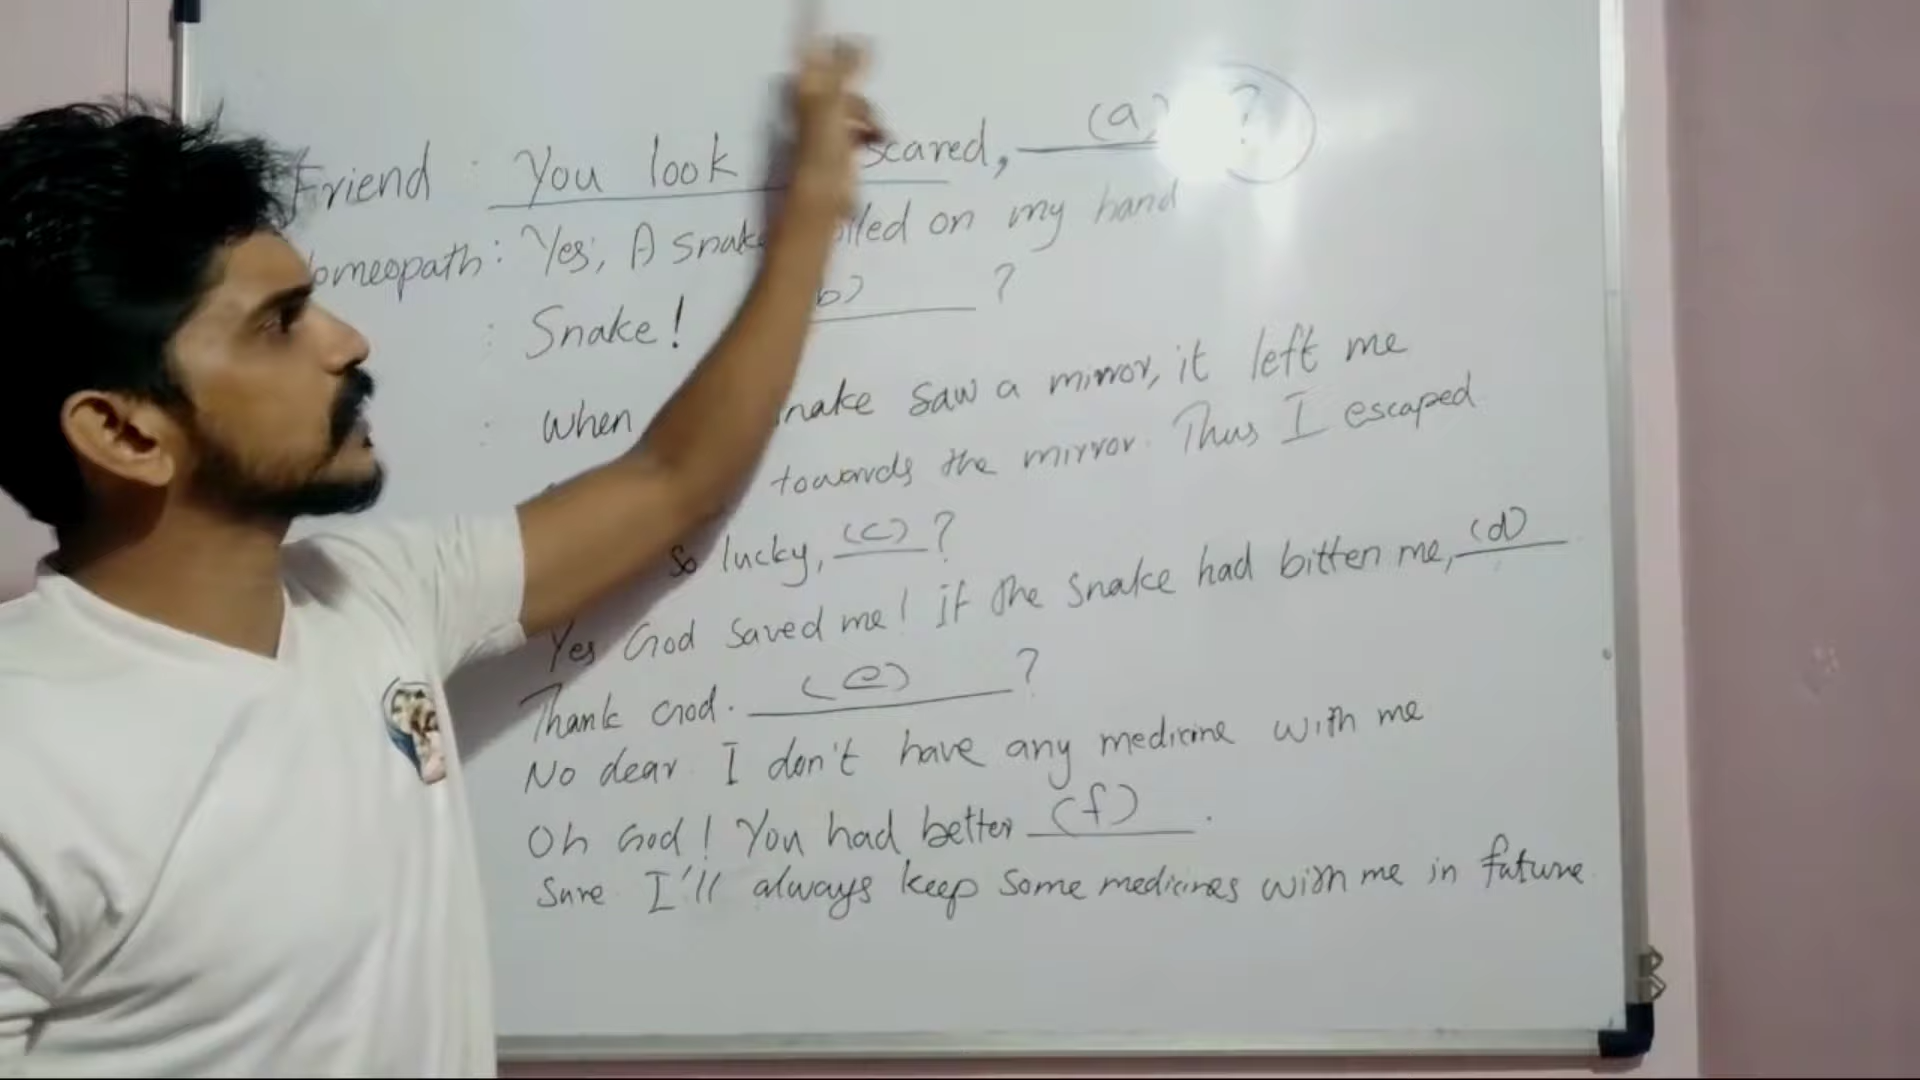 Friend : You look scared, (a) ?
omeopath : Yes, A snake on my hand
: Snake! b) ?
: When saw a mirror, it left me
towards the mirror. Thus I escaped
So lucky, (c) ?
Yes God saved me! if the snake had bitten me, (d)
Thank God. (e) ?
No dear I don't have any medicine with me
Oh God! You had better (f) .
Sure I'll always keep some medicines with me in future